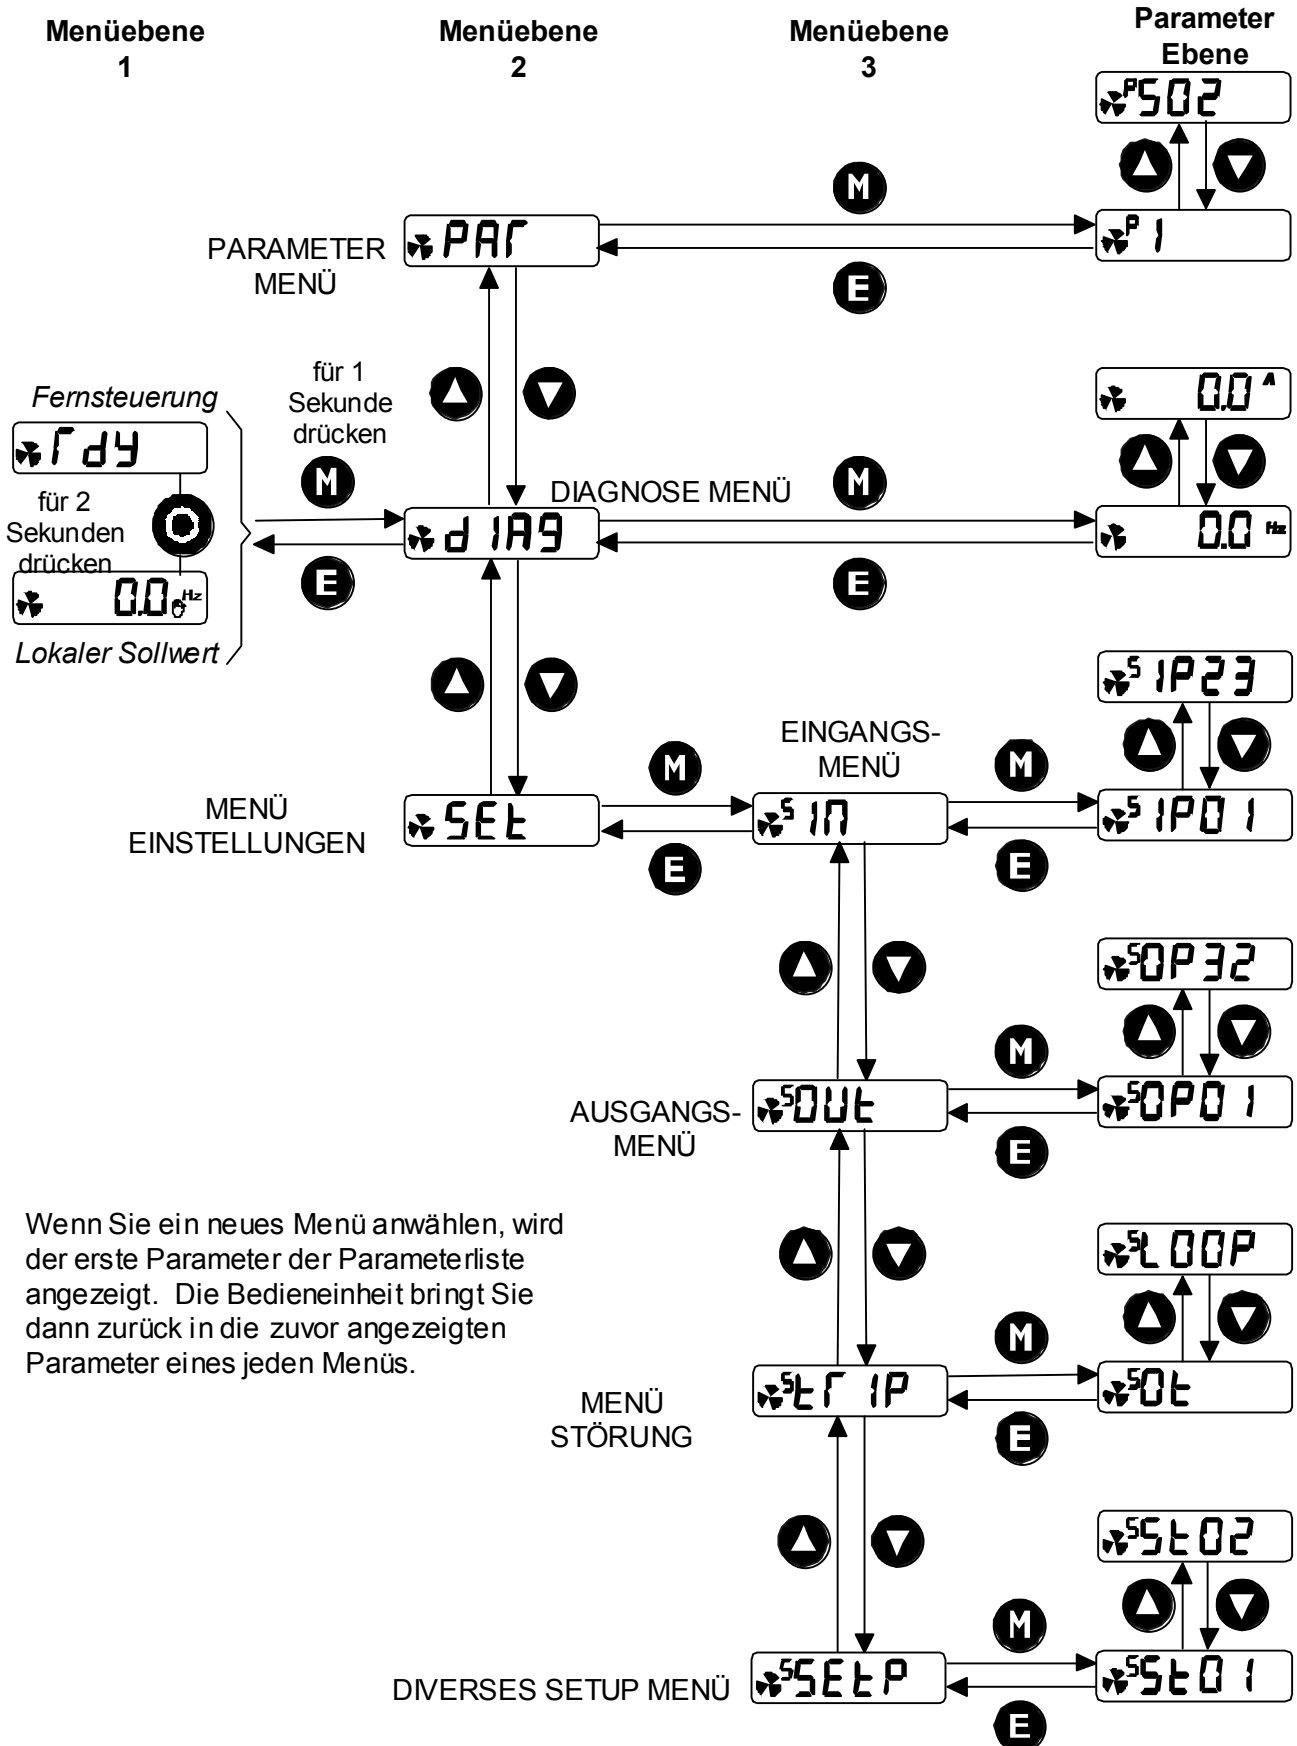 Menüebene
1
Menüebene
2
Menüebene
3
Parameter
Ebene
P502
M
PARAMETER
MENÜ
PAr
P 1
E
für 1
Sekunde
drücken
Fernsteuerung
rdy
für 2
Sekunden
drücken
0.0 Hz
Lokaler Sollwert
M
E
0.0 A
DIAGNOSE MENÜ
M
dIAg
0.0 Hz
E
S IP23
EINGANGS-
MENÜ
M
M
MENÜ
EINSTELLUNGEN
SEt
S In
S IP01
E
E
S OP32
M
AUSGANGS-
MENÜ
S OUt
S OP01
E
Wenn Sie ein neues Menü anwählen, wird
der erste Parameter der Parameterliste
angezeigt. Die Bedieneinheit bringt Sie
dann zurück in die zuvor angezeigten
Parameter eines jeden Menüs.
S LOOP
M
MENÜ
STÖRUNG
S trIP
S Ot
E
S St02
M
DIVERSES SETUP MENÜ
S SEtP
S St01
E